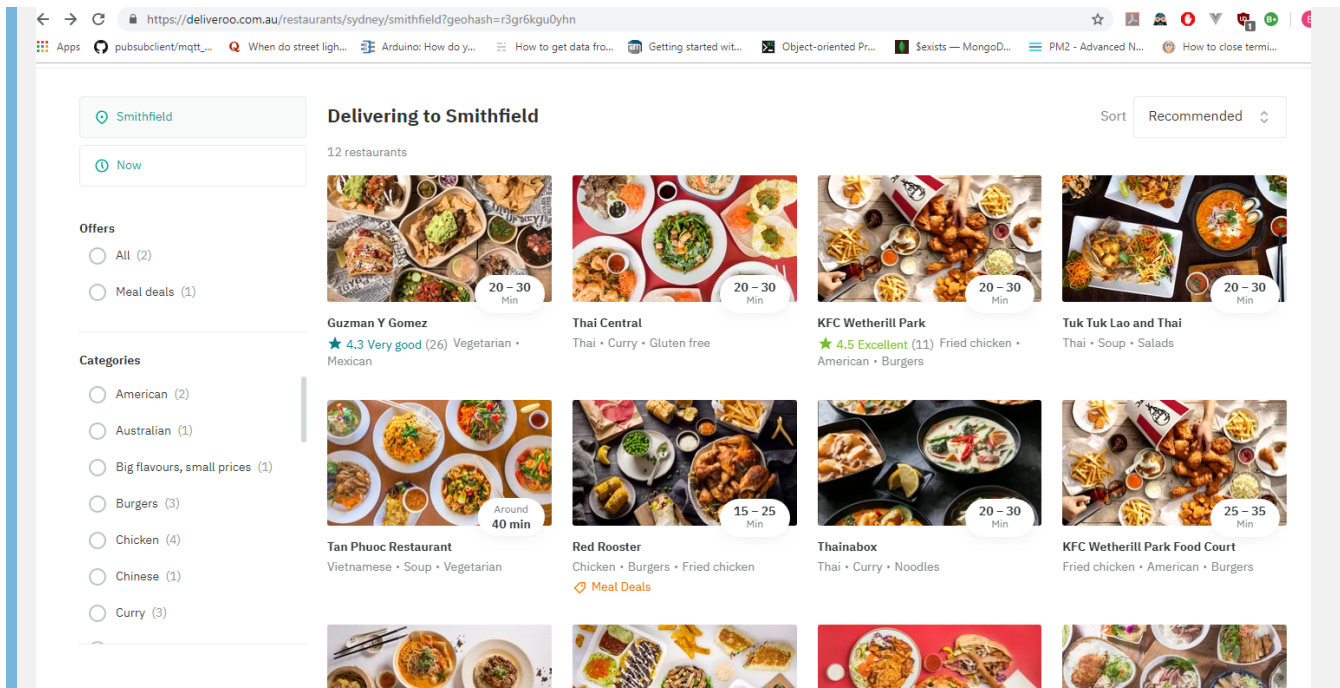 https://deliveroo.com.au/restaurants/sydney/smithfield?geohash=r3gr6kgu0yhn
Apps pubsubclient/mqtt_... When do street ligh... Arduino: How do y... How to get data fro... Getting started wit... Object-oriented Pr... $exists — MongoD... PM2 - Advanced N... How to close termi...
Smithfield
Now
Offers
All (2)
Meal deals (1)
Categories
American (2)
Australian (1)
Big flavours, small prices (1)
Burgers (3)
Chicken (4)
Chinese (1)
Curry (3)
Delivering to Smithfield
Sort Recommended
12 restaurants
20 – 30
Min
Guzman Y Gomez
4.3 Very good (26) Vegetarian •
Mexican
20 – 30
Min
Thai Central
Thai • Curry • Gluten free
20 – 30
Min
KFC Wetherill Park
4.5 Excellent (11) Fried chicken •
American • Burgers
20 – 30
Min
Tuk Tuk Lao and Thai
Thai • Soup • Salads
Around
40 min
Tan Phuoc Restaurant
Vietnamese • Soup • Vegetarian
15 – 25
Min
Red Rooster
Chicken • Burgers • Fried chicken
Meal Deals
20 – 30
Min
Thainabox
Thai • Curry • Noodles
25 – 35
Min
KFC Wetherill Park Food Court
Fried chicken • American • Burgers